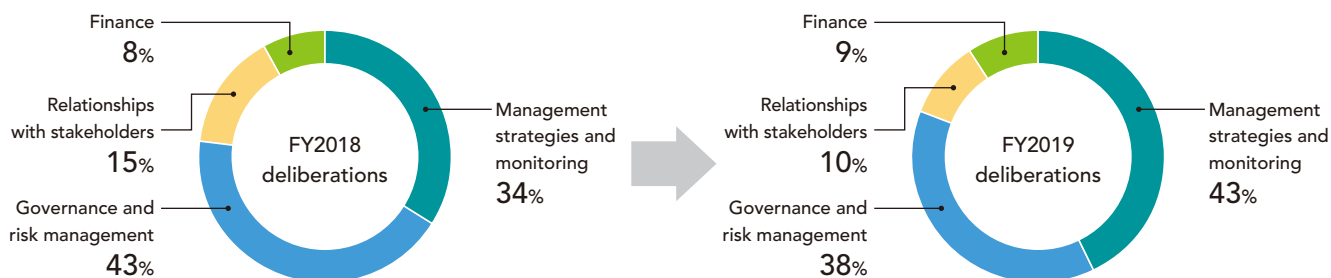 Finance
8%
Relationships
with stakeholders
15%
Governance and
risk management
43%
FY2018
deliberations
Management
strategies and
monitoring
34%
Finance
9%
Relationships
with stakeholders
10%
Governance and
risk management
38%
FY2019
deliberations
Management
strategies and
monitoring
43%